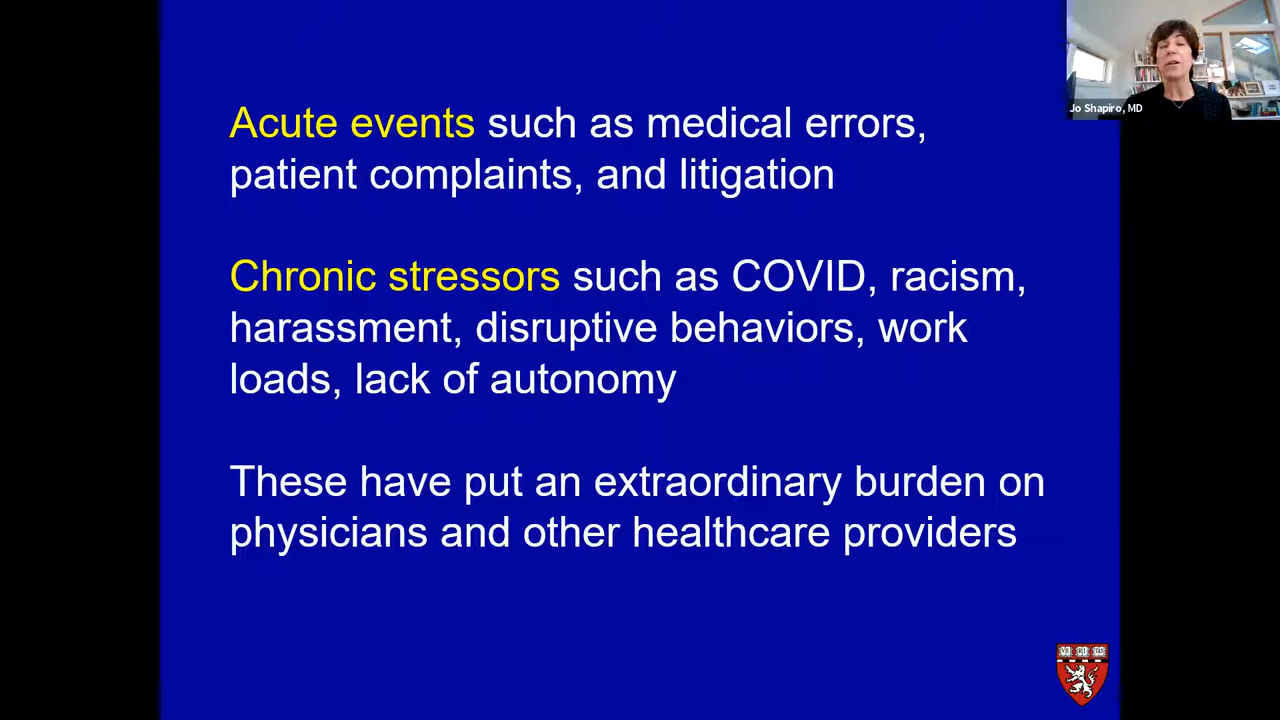 Jo Shapiro, MD
Acute events such as medical errors,
patient complaints, and litigation
Chronic stressors such as COVID, racism,
harassment, disruptive behaviors, work
loads, lack of autonomy
These have put an extraordinary burden on
physicians and other healthcare providers